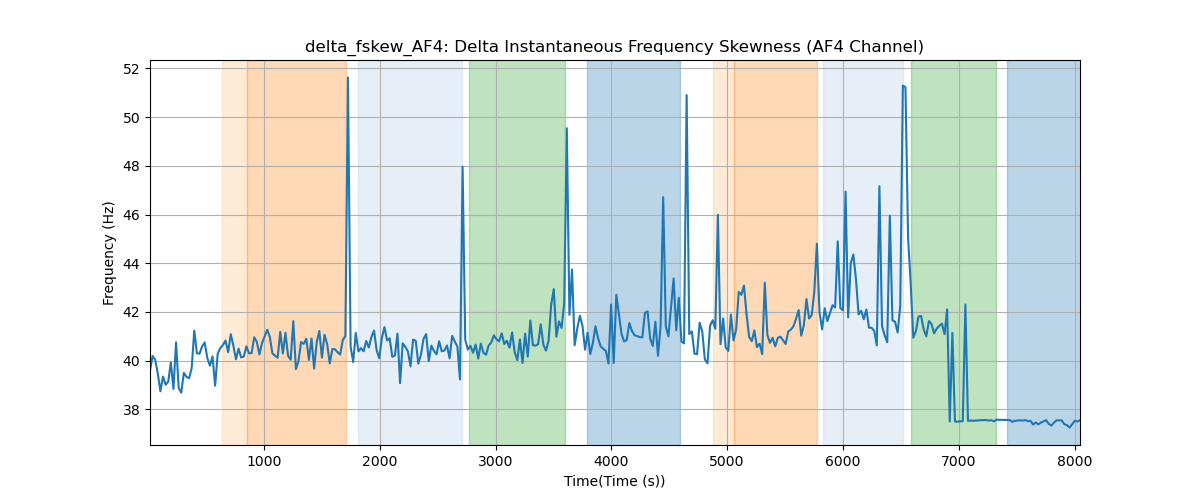 delta_fskew_AF4: Delta Instantaneous Frequency Skewness (AF4 Channel)
52
50
48
46
44
42
40
38
Frequency (Hz)
1000 2000 3000 4000 5000 6000 7000 8000
Time(Time (s))